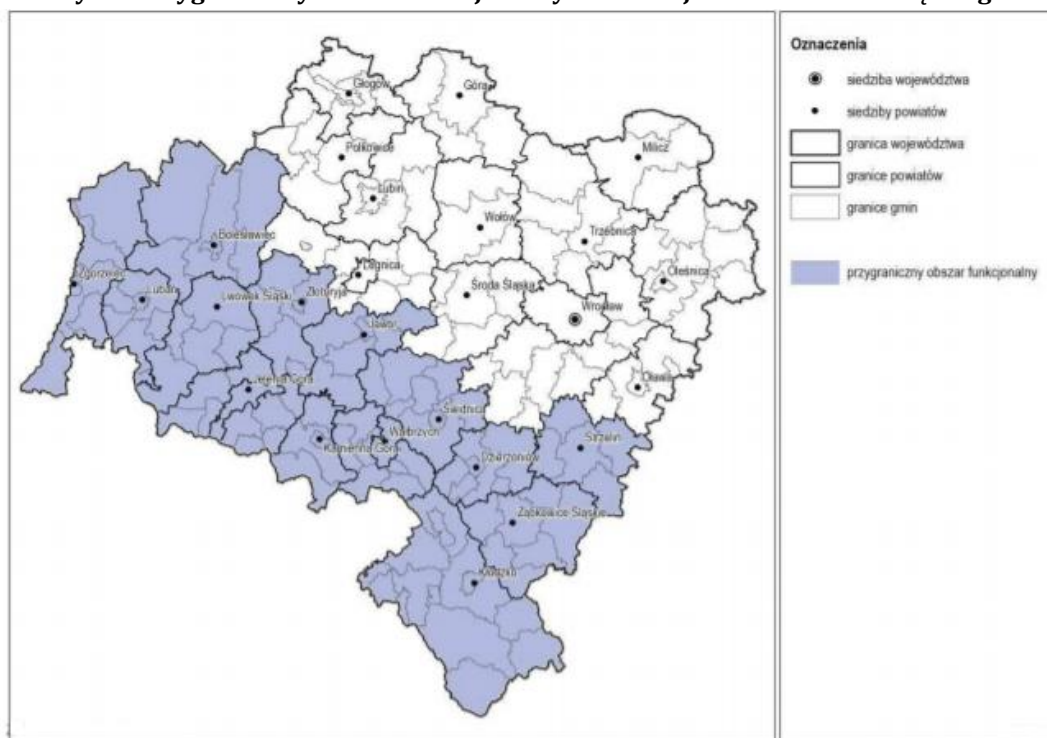 Oznaczenia
siedziba województwa
siedziby powiatów
granica województwa
granice powiatów
granice gmin
przygraniczny obszar funkcjonalny
Głogów
Góra
Polkowice
Milicz
Lubin
Wołów
Trzebnica
Bolesławiec
Legnica
Oleśnica
Zgorzelec
Lubań
Lwówek Śląski
Złotoryja
Środa Śląska
Wrocław
Jawor
Jelenia Góra
Oława
Świdnica
Kamienna Góra
Wałbrzych
Strzelin
Dzierżoniów
Ząbkowice Śląskie
Kłodzko